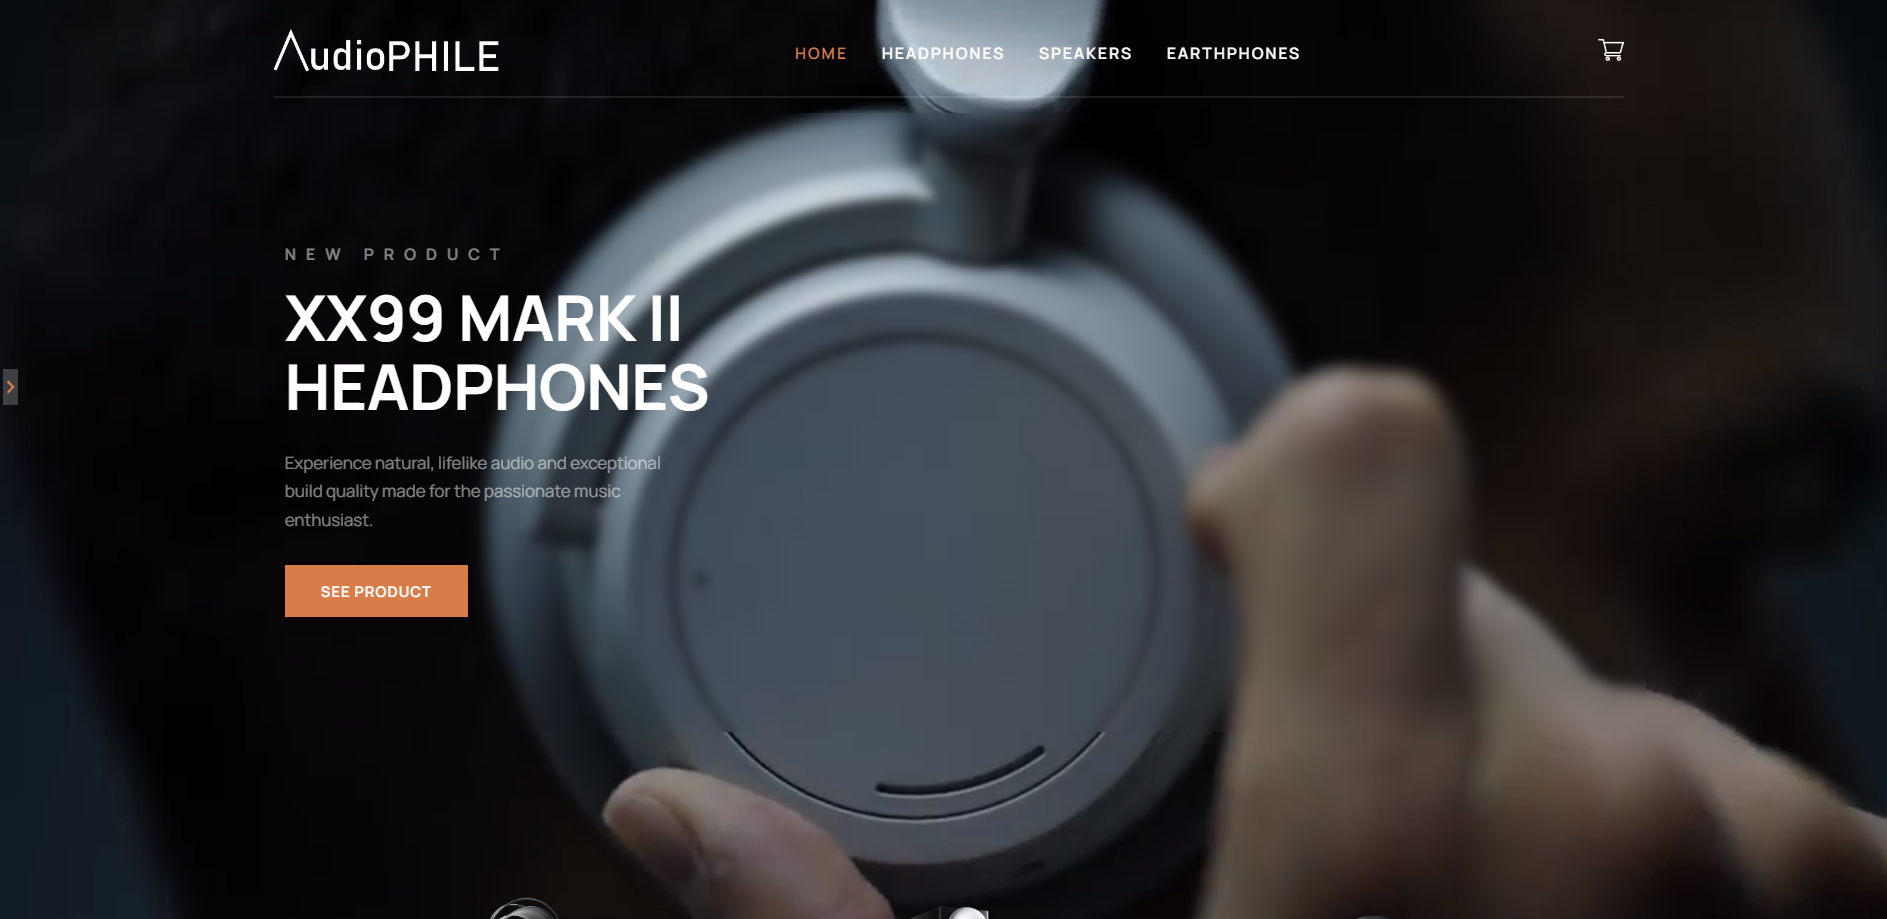 AudioPHILE
HOME HEADPHONES SPEAKERS EARTHPHONES
NEW PRODUCT
XX99 MARK II
HEADPHONES
Experience natural, lifelike audio and exceptional
build quality made for the passionate music
enthusiast.
SEE PRODUCT